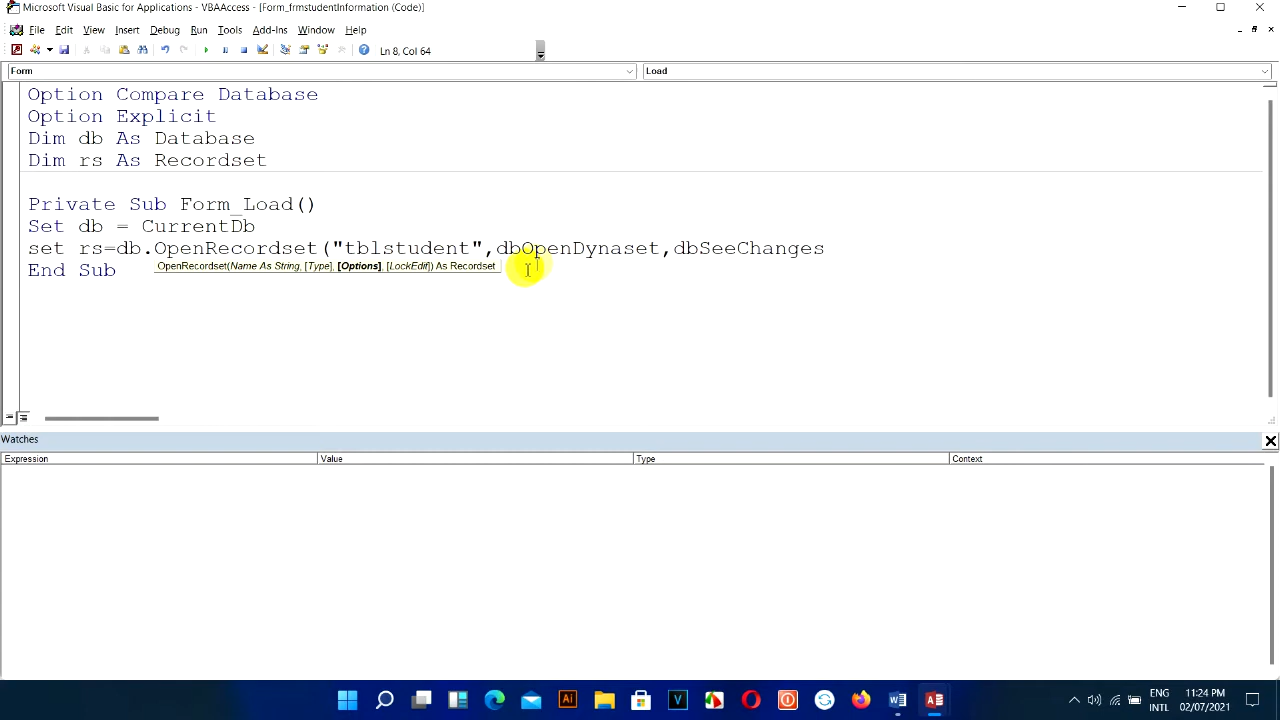 Microsoft Visual Basic for Applications - VBAAccess - [Form_frmstudentInformation (Code)]
File Edit View Insert Debug Run Tools Add-Ins Window Help
Ln 8, Col 64
Form Load
Option Compare Database
Option Explicit
Dim db As Database
Dim rs As Recordset
Private Sub Form_Load()
Set db = CurrentDb
set rs=db.OpenRecordset("tblstudent",dbOpenDynaset,dbSeeChanges
End Sub
OpenRecordset(Name As String, [Type], [Options], [LockEdit]) As Recordset
Watches
Expression Value Type Context
ENG 11:24 PM
INTL 02/07/2021